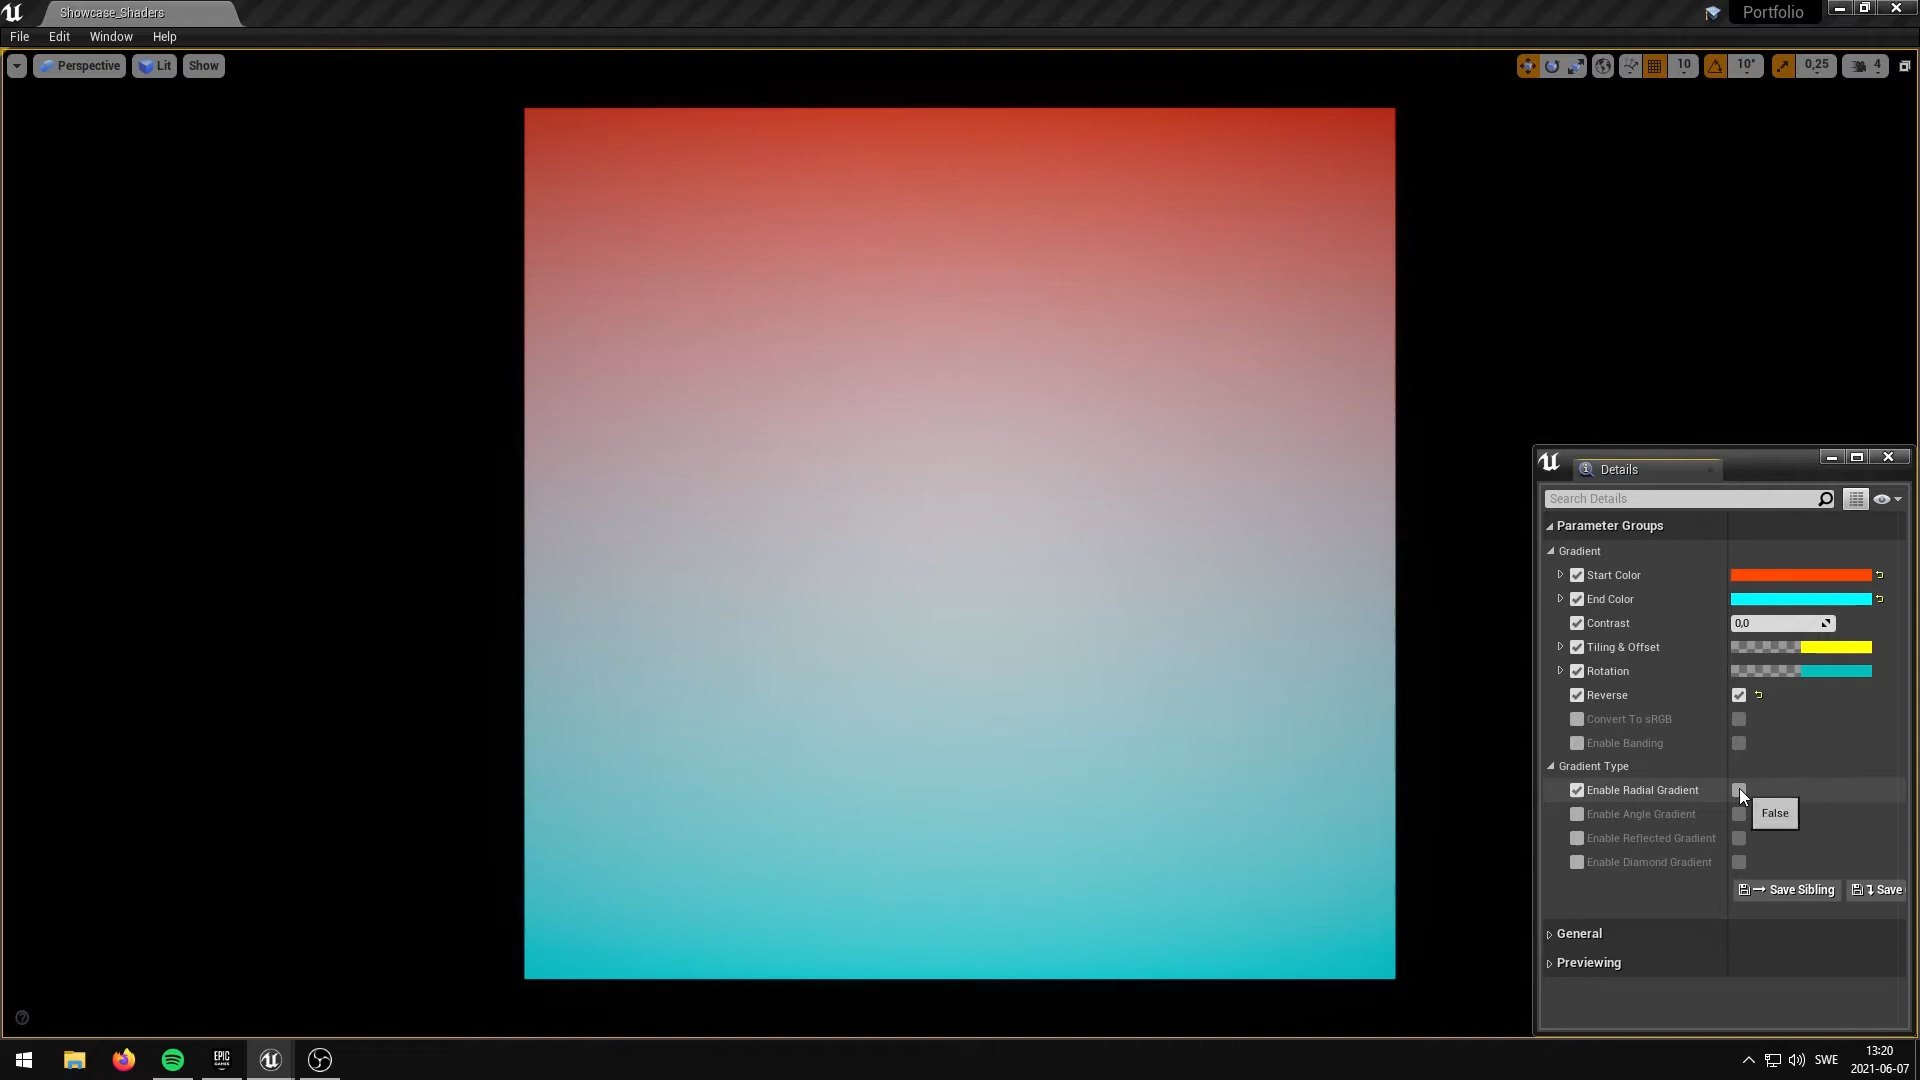 Showcase_Shaders
Portfolio
File Edit Window Help
Perspective Lit Show
10 10° 0,25 4
Details
Search Details
Parameter Groups
Gradient
Start Color
End Color
Contrast 0,0
Tiling & Offset
Rotation
Reverse
Convert To sRGB
Enable Banding
Gradient Type
Enable Radial Gradient
False
Enable Angle Gradient
Enable Reflected Gradient
Enable Diamond Gradient
Save Sibling Save
General
Previewing
EPIC GAMES
SWE
13:20
2021-06-07